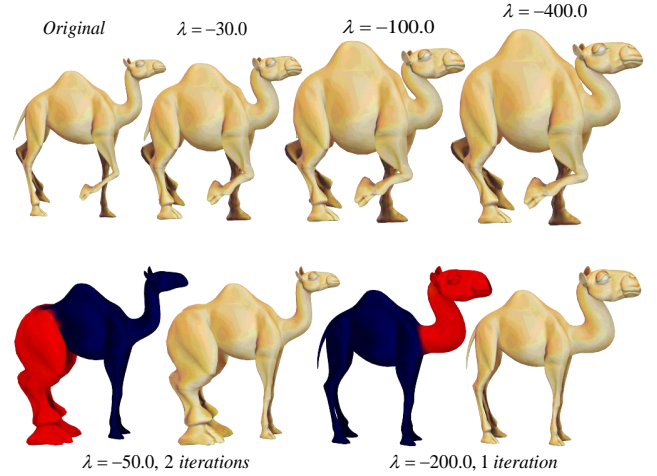 Original
λ = −30.0
λ = −100.0
λ = −400.0
λ = −50.0, 2 iterations
λ = −200.0, 1 iteration